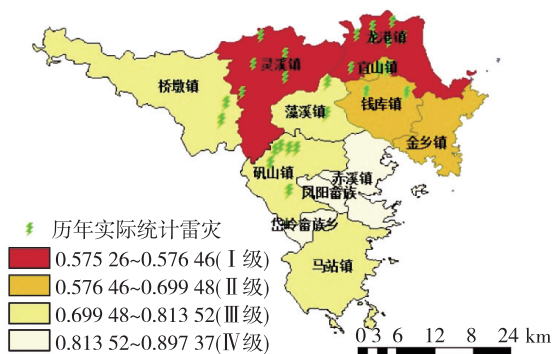 龙港镇
灵溪镇
宜山镇
桥墩镇
藻溪镇
钱库镇
金乡镇
矾山镇
赤溪镇
凤阳畲族
岱岭畲族乡
马站镇
历年实际统计雷灾
0.575 26~0.576 46(Ⅰ级)
0.576 46~0.699 48(Ⅱ级)
0.699 48~0.813 52(Ⅲ级)
0.813 52~0.897 37(Ⅳ级)
0 3 6 12 8 24 km